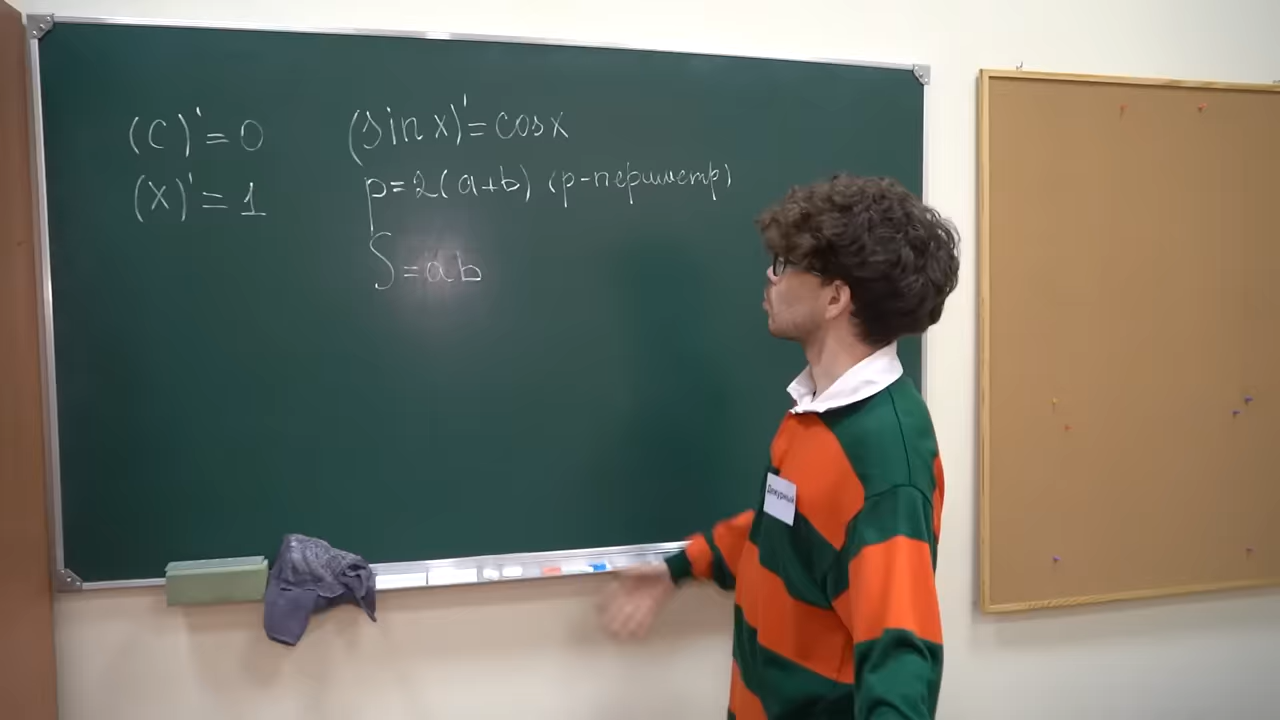 (C)' = 0
(X)' = 1
(sin x)' = cos x
p = 2(a+b) (p - периметр)
S = ab
Дежурный